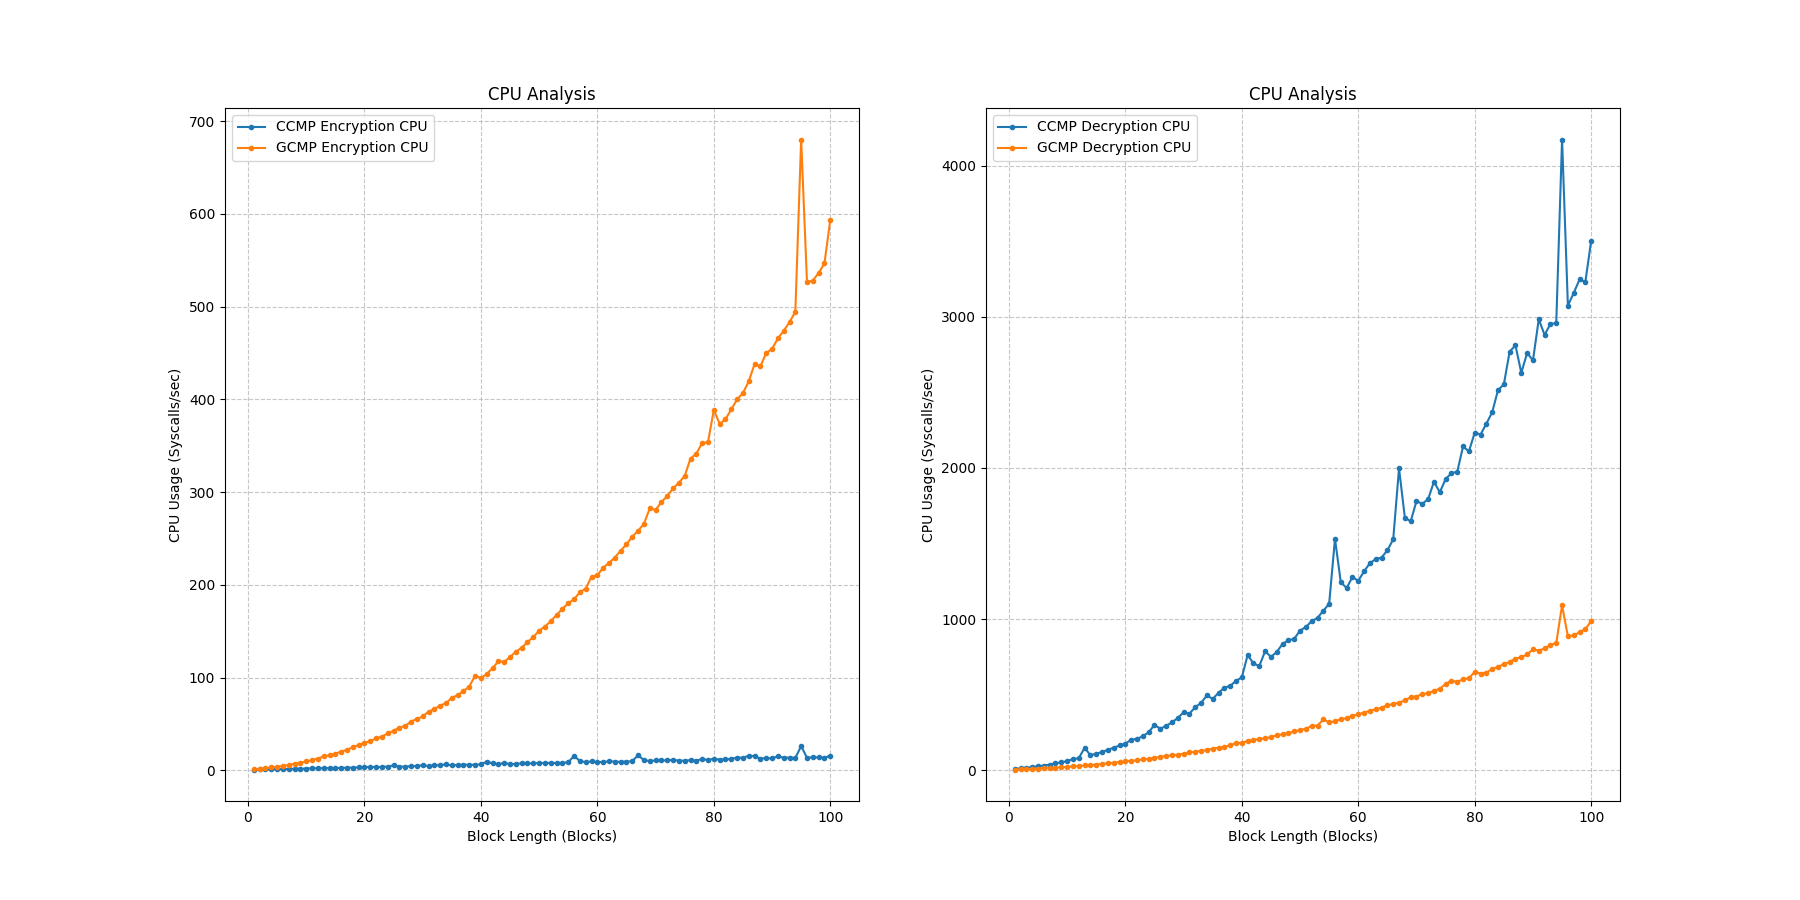 CPU Analysis
CCMP Encryption CPU
GCMP Encryption CPU
700
600
500
400
300
200
100
0
CPU Usage (Syscalls/sec)
0 20 40 60 80 100
Block Length (Blocks)
CPU Analysis
CCMP Decryption CPU
GCMP Decryption CPU
4000
3000
2000
1000
0
CPU Usage (Syscalls/sec)
0 20 40 60 80 100
Block Length (Blocks)